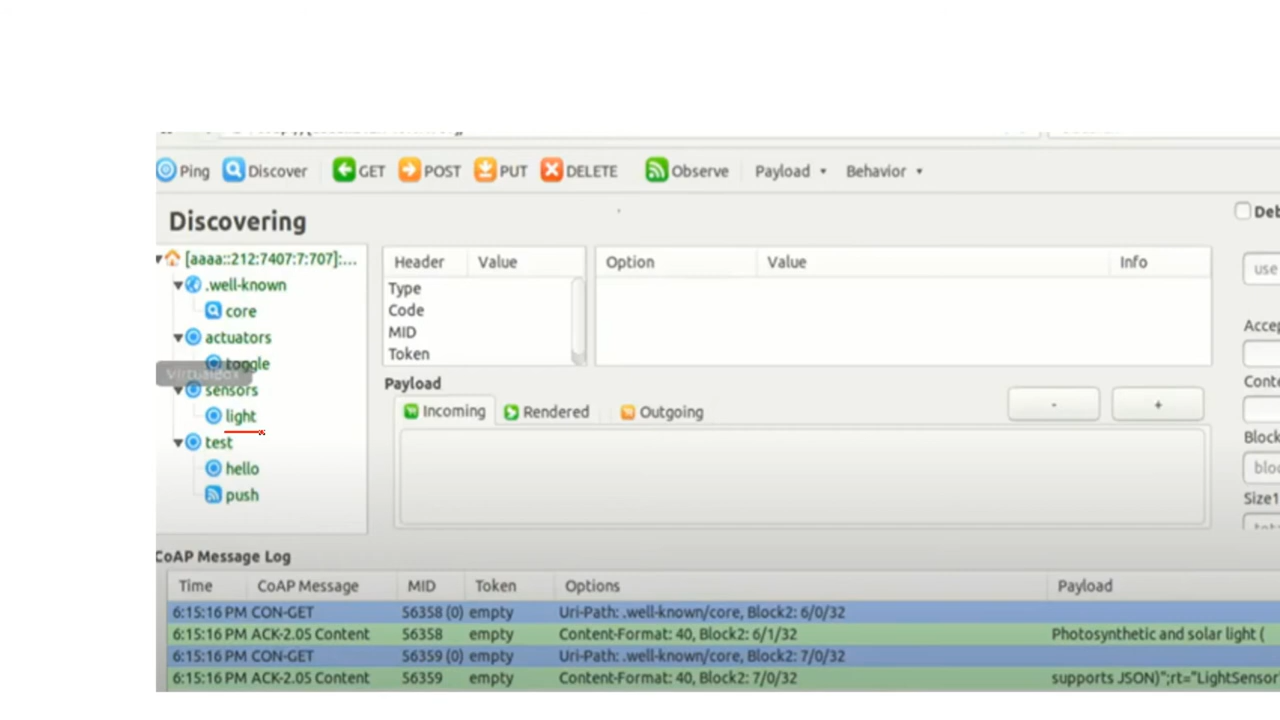 Ping Discover GET POST PUT DELETE Observe Payload Behavior
Discovering
Deb
[aaaa::212:7407:7:707]:...
Header Value
Option Value Info
use
.well-known
Type
core
Code
actuators
MID
Accep
toggle
Token
VirtualBox
sensors
Payload
Conte
light
Incoming Rendered Outgoing
- +
test
Block
hello
bloc
push
Size1
CoAP Message Log
Time CoAP Message MID Token Options Payload
6:15:16 PM CON-GET 56358 (0) empty Uri-Path: .well-known/core, Block2: 6/0/32
6:15:16 PM ACK-2.05 Content 56358 empty Content-Format: 40, Block2: 6/1/32 Photosynthetic and solar light (
6:15:16 PM CON-GET 56359 (0) empty Uri-Path: .well-known/core, Block2: 7/0/32
6:15:16 PM ACK-2.05 Content 56359 empty Content-Format: 40, Block2: 7/0/32 supports JSON)";rt="LightSensor"